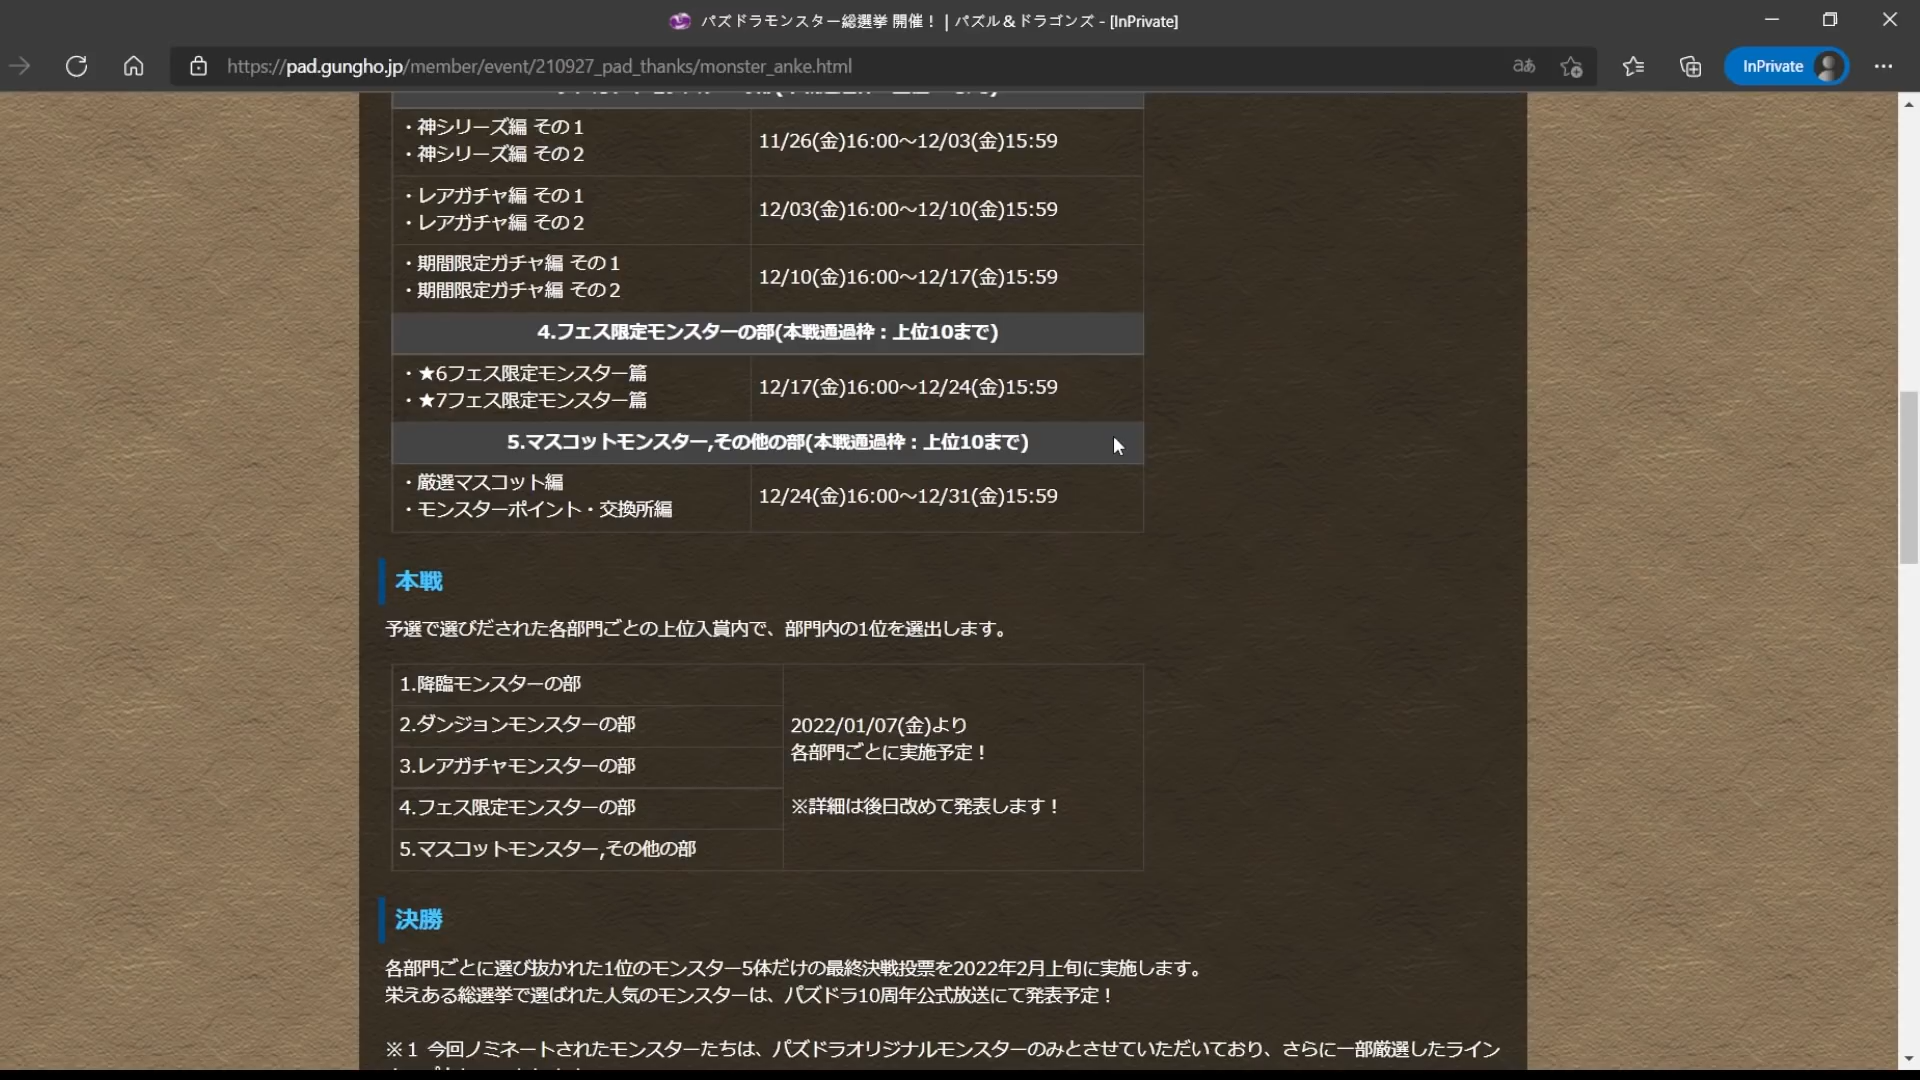 パズドラモンスター総選挙 開催！ | パズル＆ドラゴンズ - [InPrivate]
https://pad.gungho.jp/member/event/210927_pad_thanks/monster_anke.html
aあ
InPrivate
・神シリーズ編 その１
・神シリーズ編 その２
11/26(金)16:00～12/03(金)15:59
・レアガチャ編 その１
・レアガチャ編 その２
12/03(金)16:00～12/10(金)15:59
・期間限定ガチャ編 その１
・期間限定ガチャ編 その２
12/10(金)16:00～12/17(金)15:59
4.フェス限定モンスターの部(本戦通過枠：上位10まで)
・★6フェス限定モンスター篇
・★7フェス限定モンスター篇
12/17(金)16:00～12/24(金)15:59
5.マスコットモンスター,その他の部(本戦通過枠：上位10まで)
・厳選マスコット編
・モンスターポイント・交換所編
12/24(金)16:00～12/31(金)15:59
本戦
予選で選びだされた各部門ごとの上位入賞内で、部門内の1位を選出します。
1.降臨モンスターの部
2.ダンジョンモンスターの部
3.レアガチャモンスターの部
4.フェス限定モンスターの部
5.マスコットモンスター,その他の部
2022/01/07(金)より
各部門ごとに実施予定！
※詳細は後日改めて発表します！
決勝
各部門ごとに選び抜かれた1位のモンスター5体だけの最終決戦投票を2022年2月上旬に実施します。
栄えある総選挙で選ばれた人気のモンスターは、パズドラ10周年公式放送にて発表予定！
※１ 今回ノミネートされたモンスターたちは、パズドラオリジナルモンスターのみとさせていただいており、さらに一部厳選したライン